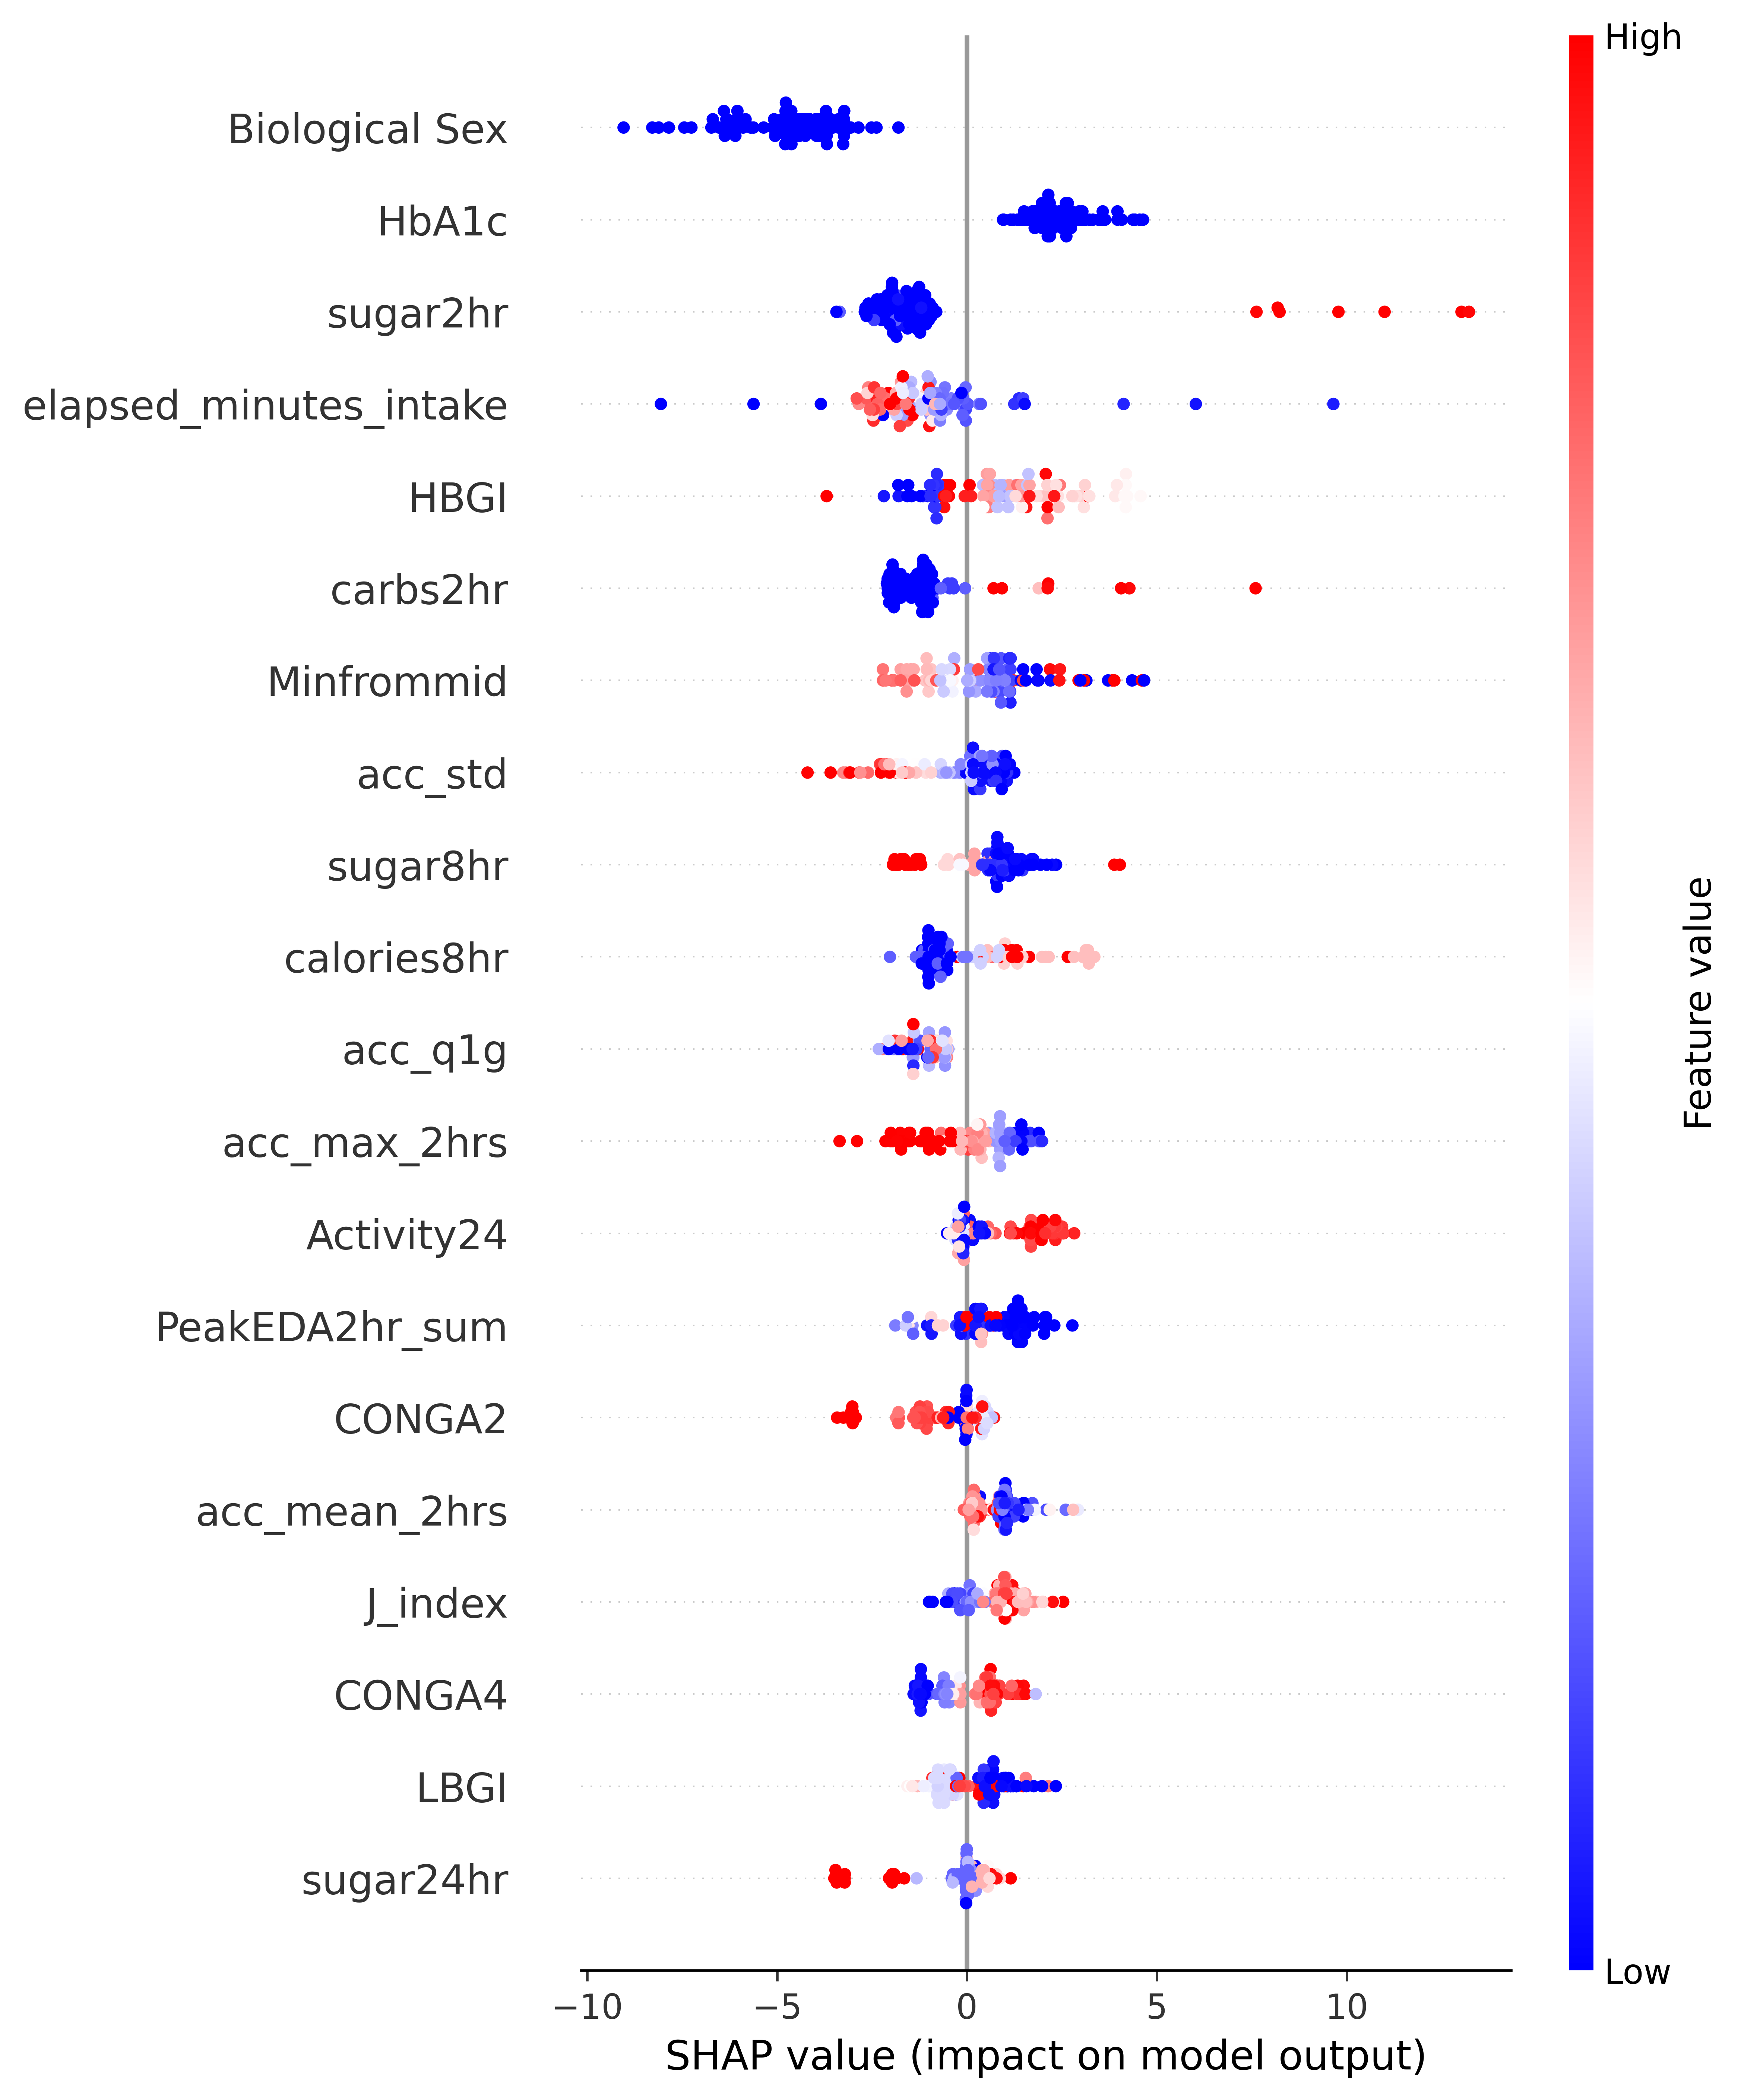 High
Biological Sex
HbA1c
sugar2hr
elapsed_minutes_intake
HBGI
carbs2hr
Minfrommid
acc_std
sugar8hr
calories8hr
acc_q1g
acc_max_2hrs
Activity24
PeakEDA2hr_sum
CONGA2
acc_mean_2hrs
J_index
CONGA4
LBGI
sugar24hr
Feature value
Low
−10 −5 0 5 10
SHAP value (impact on model output)